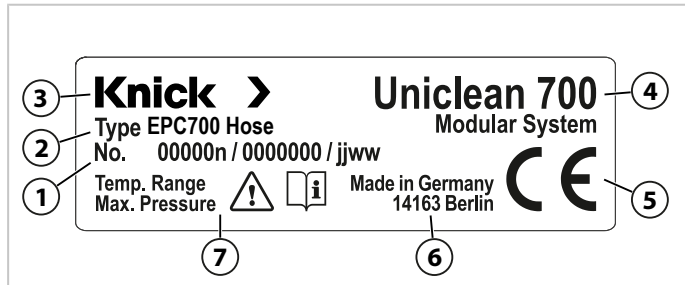 Knick >
Uniclean 700
Modular System
Type EPC700 Hose
No. 00000n / 0000000 / jjww
Temp. Range
Max. Pressure
Made in Germany
14163 Berlin
CE
i
1
2
3
4
5
6
7